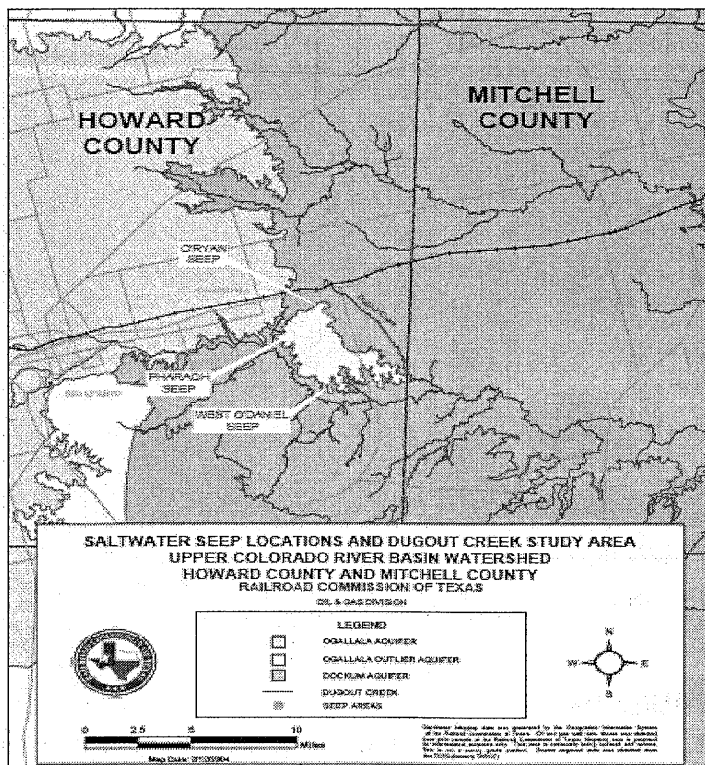 HOWARD
COUNTY
MITCHELL
COUNTY
O'RYAN
SEEP
PHARAOH
SEEP
WEST O'DANIEL
SEEP
SALTWATER SEEP LOCATIONS AND DUGOUT CREEK STUDY AREA
UPPER COLORADO RIVER BASIN WATERSHED
HOWARD COUNTY AND MITCHELL COUNTY
RAILROAD COMMISSION OF TEXAS
OIL & GAS DIVISION
LEGEND
OGALLALA AQUIFER
OGALLALA OUTLIER AQUIFER
DOCKUM AQUIFER
DUGOUT CREEK
SEEP AREAS
N
W E
S
0 2.5 5 10
Miles
Map Date: